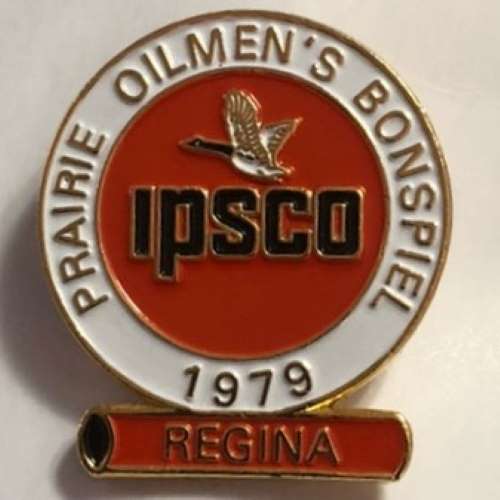 PRAIRIE OILMEN'S BONSPIEL
IPSCO
1979
REGINA